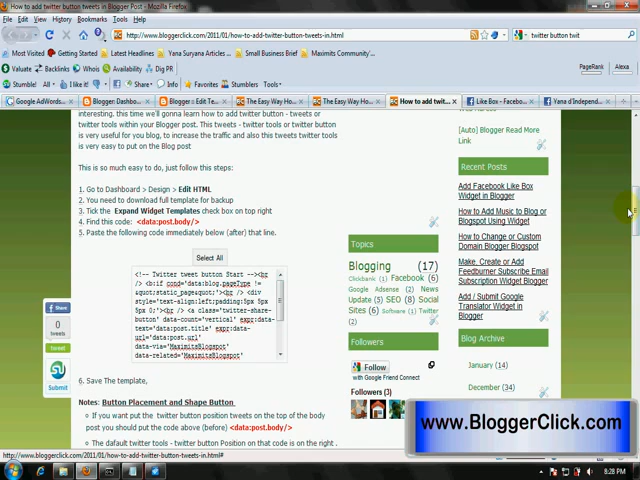 How to add twitter button tweets in Blogger Post - Mozilla Firefox
File Edit View History Bookmarks Tools Help
http://www.bloggerclick.com/2011/01/how-to-add-twitter-button-tweets-in.html
twitter button twit
Most Visited Getting Started Latest Headlines Yana Suryana Articles ... Small Business Brief Maximits Community...
Valuate Backlinks Whois Availability Dig PR
PageRank Alexa
Stumble! All I like it! Share Info Favorites Stumblers Tools
Google AdWords... Blogger: Dashbo... Blogger :: Edit Te... The Easy Way Ho... The Easy Way Ho... How to add twit... Like Box - Faceboo... Yana d'Independ...
interesting, this time we'll gonna learn how to add twitter button - tweets or
twitter tools within your Blogger post. This tweets - twitter tools or twitter button
is very useful for you blog, to increase the traffic and also this tweets twitter tools
is very easy to put on the Blog post
This is so much easy to do, just follow this steps:
1. Go to Dashboard > Design > Edit HTML
2. You need to download full template for backup
3. Tick the Expand Widget Templates check box on top right
4. Find this code: <data:post.body/>
5. Paste the following code immediately below (after) that line.
Select All
<!-- Twitter tweet button Start --><br
/> <b:if cond='data:blog.pageType !=
&quot;static_page&quot;'><br /> <div
style='text-align:left;padding:5px 5px
5px 0;'><br /> <a class='twitter-share-
button' data-count='vertical' expr:data-
text='data:post.title' expr:data-
url='data:post.url'
data-via='MaximitsBlogspot'
data-related='MaximitsBlogspot'
6. Save The template,
Notes: Button Placement and Shape Button
If you want put the twitter button position tweets on the top of the body
post you should put the code above (before) <data:post.body/>
The dafault twitter tools - twitter button Position on that code is on the right .
Share
0
tweets
tweet
Submit
Topics
Blogging (17)
Clickbank (1) Facebook (6)
Google Adsense (2) News
Update (5) SEO (8) Social
Sites (6) Software (1) Twitter
(2)
Followers
Follow
with Google Friend Connect
Followers (3)
[Auto] Blogger Read More
Link
Recent Posts
Add Facebook Like Box
Widget in Blogger
How to Add Music to Blog or
Blogspot Using Widget
How to Change or Custom
Domain Blogger Blogspot
Make, Create or Add
Feedburner Subscribe Email
Subscription Widget Blogger
Add / Submit Google
Translator Widget in
Blogger
Blog Archive
January (14)
December (34)
www.BloggerClick.com
http://www.bloggerclick.com/2011/01/how-to-add-twitter-button-tweets-in.html#
8:28 PM